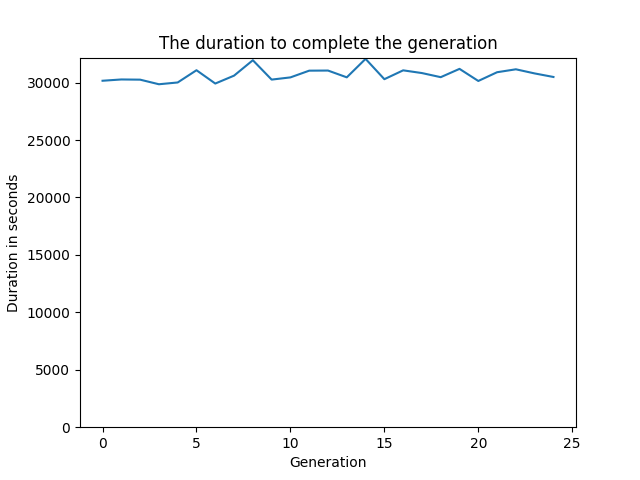 The duration to complete the generation
30000
25000
20000
15000
10000
5000
0
Duration in seconds
0 5 10 15 20 25
Generation